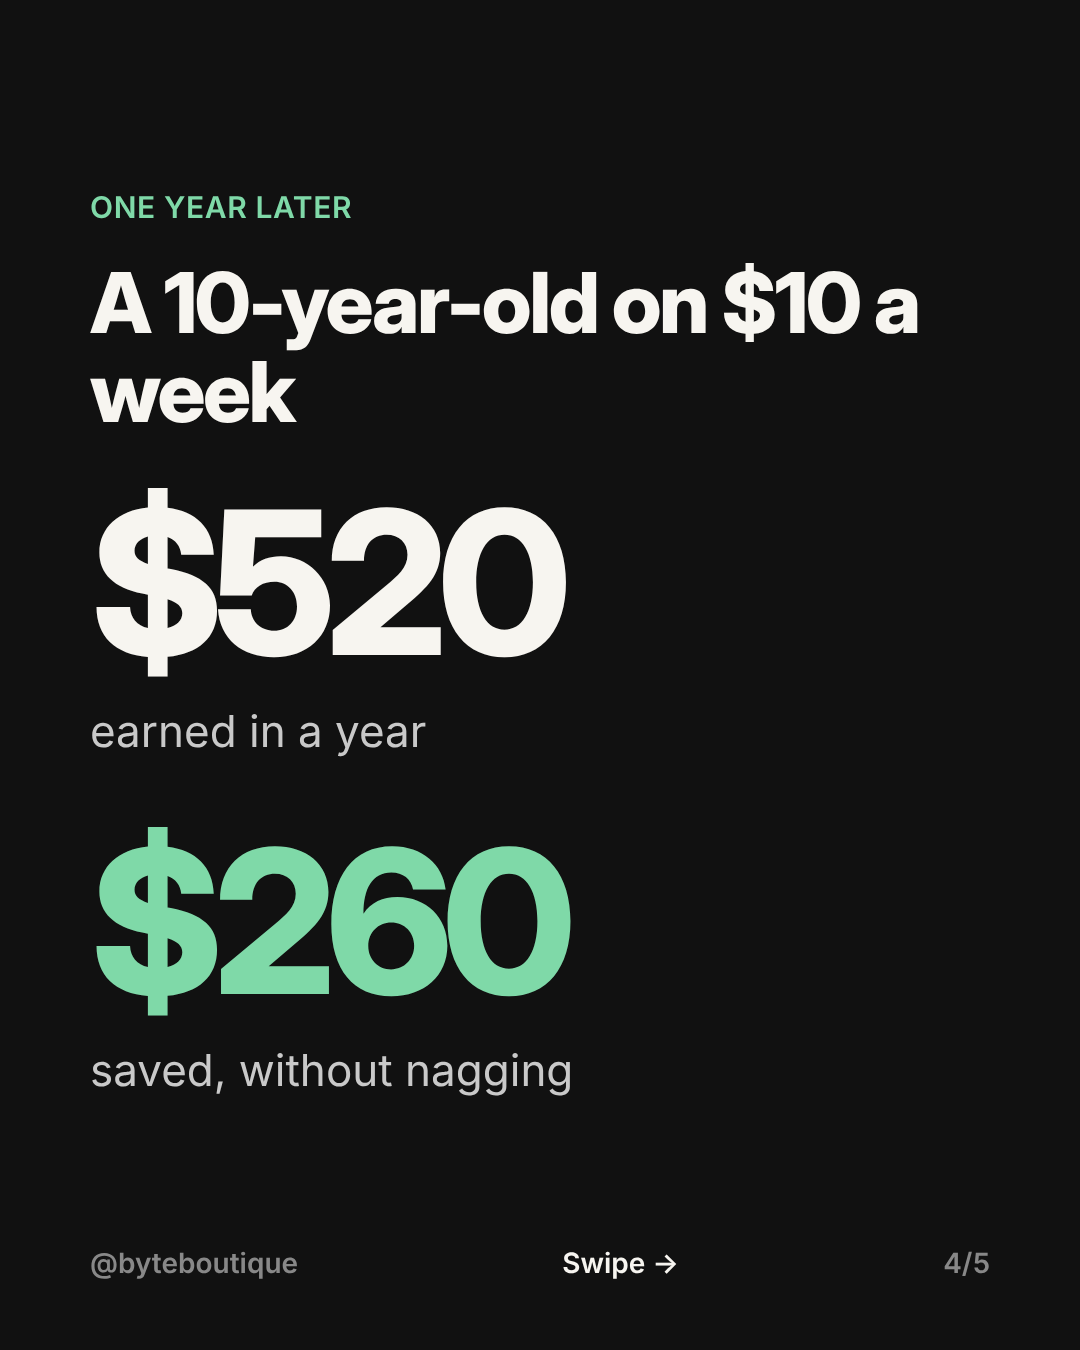 ONE YEAR LATER
A 10-year-old on $10 a
week
$520
earned in a year
$260
saved, without nagging
@byteboutique
Swipe →
4/5